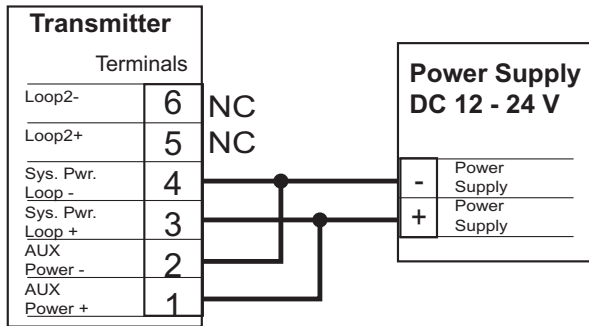 Transmitter
Terminals
Loop2-
6 NC
Loop2+
5 NC
Sys. Pwr.
Loop -
4
Sys. Pwr.
Loop +
3
AUX
Power -
2
AUX
Power +
1
Power Supply
DC 12 - 24 V
-
Power
Supply
+
Power
Supply